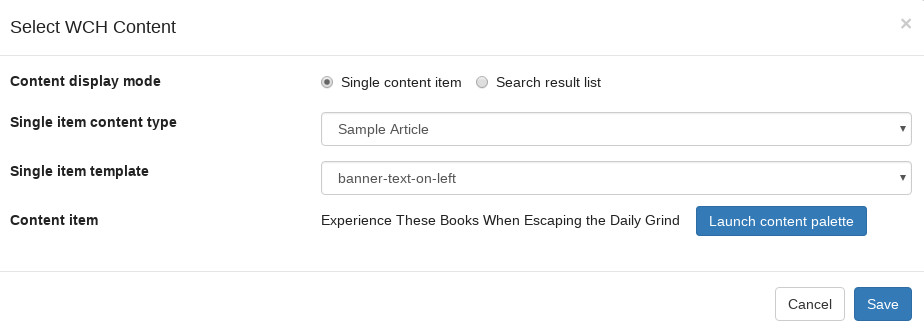 Select WCH Content ×
Content display mode Single content item Search result list
Single item content type Sample Article
Single item template banner-text-on-left
Content item Experience These Books When Escaping the Daily Grind Launch content palette
Cancel Save